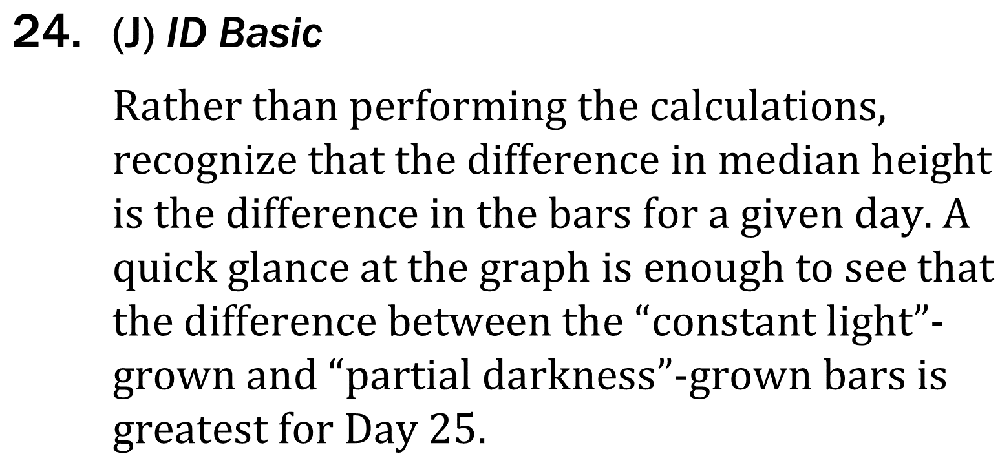 24. (J) ID Basic
Rather than performing the calculations,
recognize that the difference in median height
is the difference in the bars for a given day. A
quick glance at the graph is enough to see that
the difference between the “constant light”-
grown and “partial darkness”-grown bars is
greatest for Day 25.